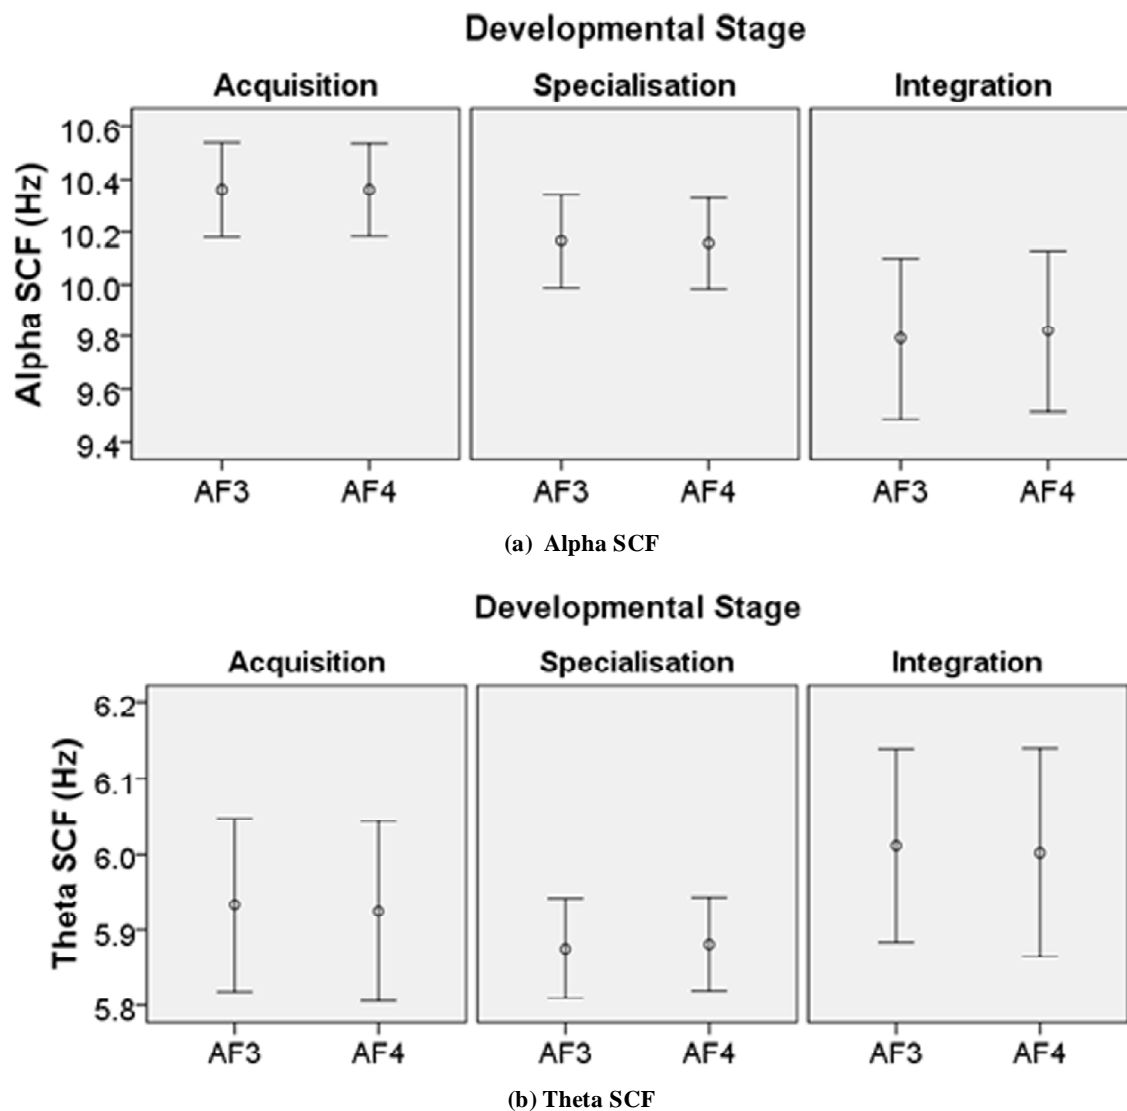 Developmental Stage
Acquisition Specialisation Integration
Alpha SCF (Hz)
10.6
10.4
10.2
10.0
9.8
9.6
9.4
AF3 AF4 AF3 AF4 AF3 AF4
(a) Alpha SCF
Developmental Stage
Acquisition Specialisation Integration
Theta SCF (Hz)
6.2
6.1
6.0
5.9
5.8
AF3 AF4 AF3 AF4 AF3 AF4
(b) Theta SCF